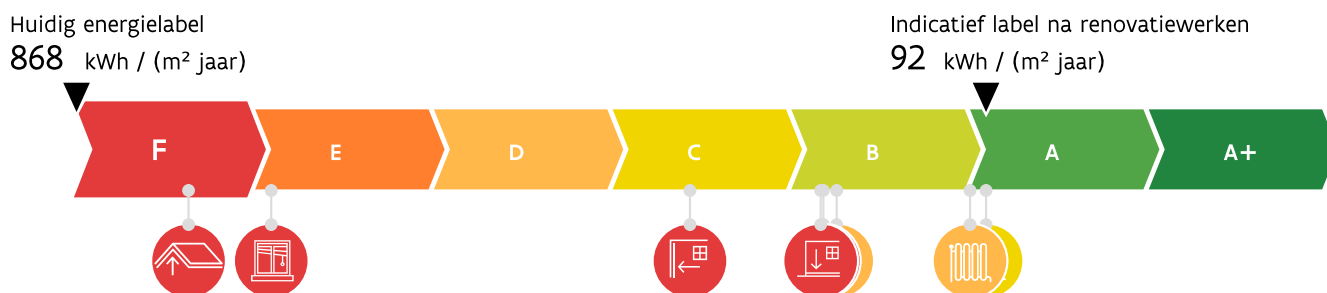 Huidig energielabel
868 kWh / (m² jaar)
Indicatief label na renovatiewerken
92 kWh / (m² jaar)
F E D C B A A+